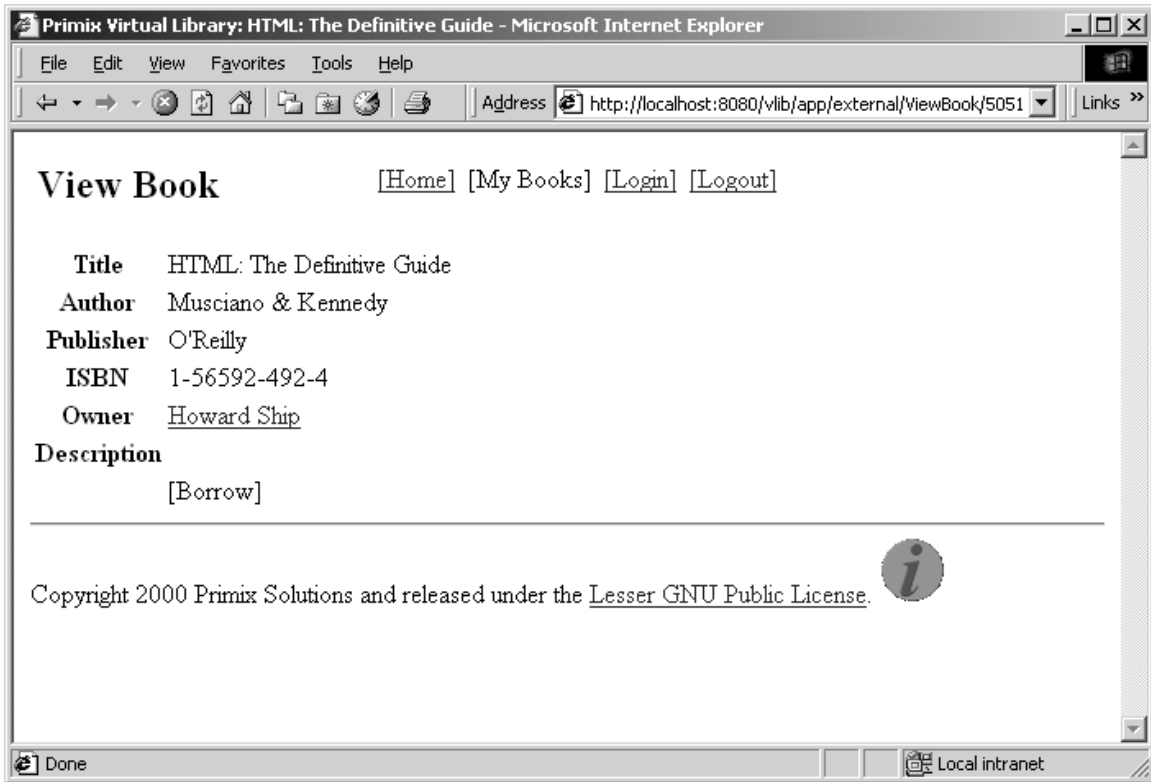 Primix Virtual Library: HTML: The Definitive Guide - Microsoft Internet Explorer
File Edit View Favorites Tools Help
Address http://localhost:8080/vlib/app/external/ViewBook/5051 Links »
View Book [Home] [My Books] [Login] [Logout]
Title HTML: The Definitive Guide
Author Musciano & Kennedy
Publisher O'Reilly
ISBN 1-56592-492-4
Owner Howard Ship
Description
[Borrow]
Copyright 2000 Primix Solutions and released under the Lesser GNU Public License. i
Done Local intranet